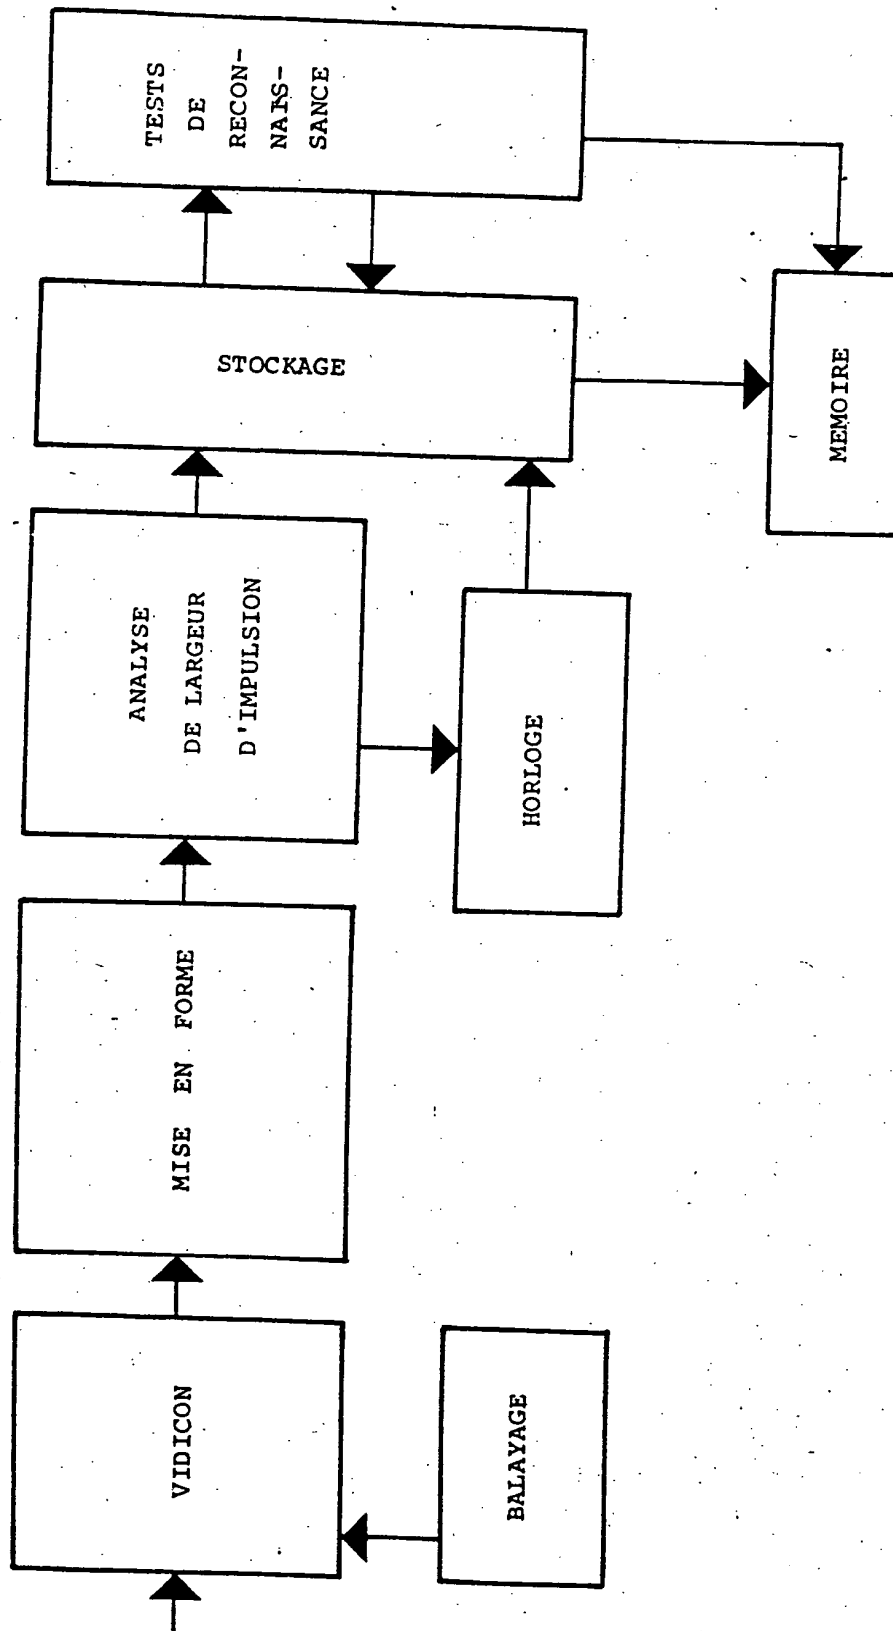 VIDICON
BALAYAGE
MISE EN FORME
ANALYSE
DE LARGEUR
D'IMPULSION
HORLOGE
STOCKAGE
TESTS
DE
RECON-
NAIS-
SANCE
MEMOIRE